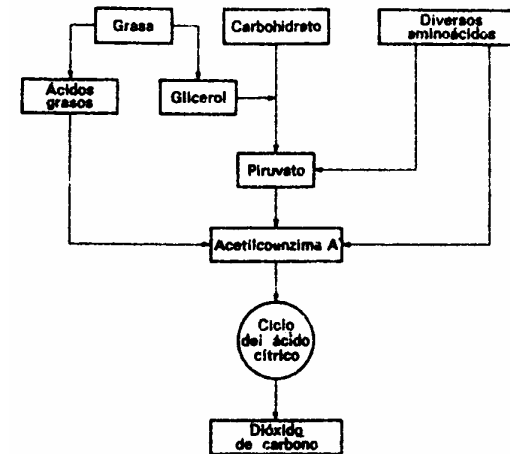 Grasa
Carbohidrato
Diversos
aminoácidos
Ácidos
grasos
Glicerol
Piruvato
Acetilcoenzima A
Ciclo
del ácido
cítrico
Dióxido
de carbono